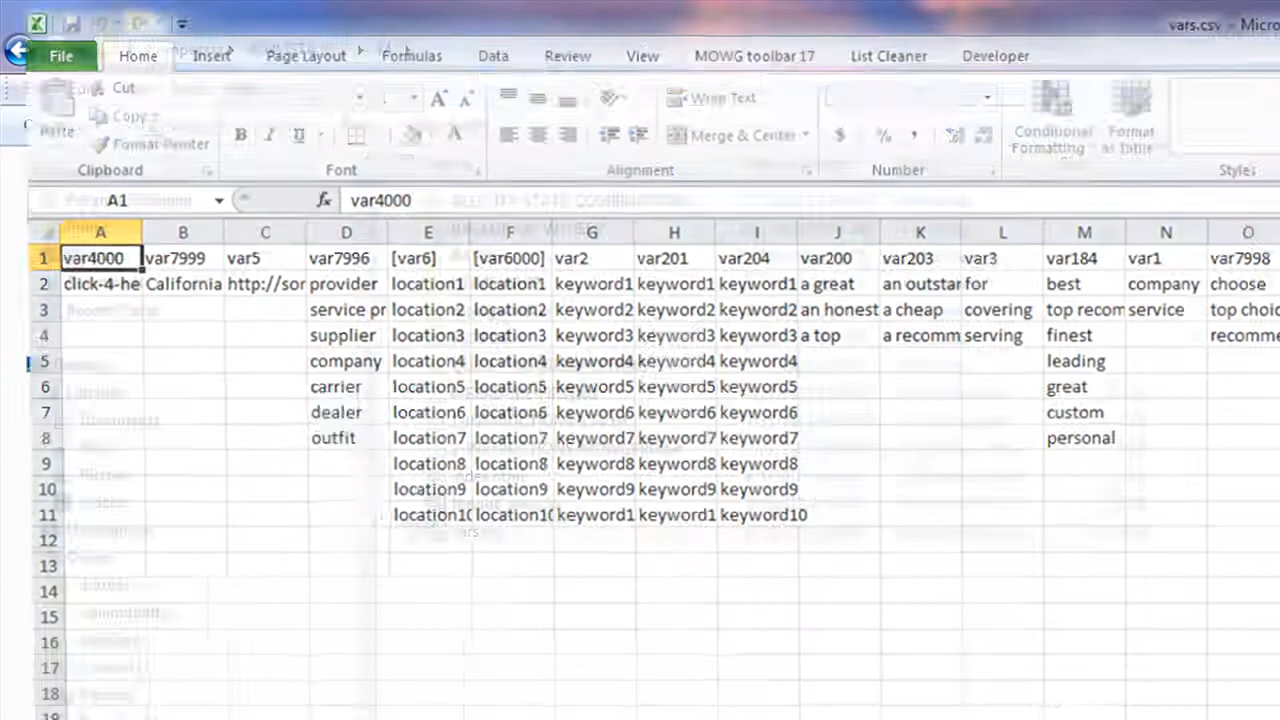 vars.csv - Micro
File Home Insert Page Layout Formulas Data Review View MOWG toolbar 17 List Cleaner Developer
Cut
Copy
Paste
Format Painter
Wrap Text
Merge & Center
Conditional Formatting
Format as Table
Clipboard Font Alignment Number Styles
A1 fx var4000
A B C D E F G H I J K L M N O
1 var4000 var7999 var5 var7996 [var6] [var6000] var2 var201 var204 var200 var203 var3 var184 var1 var7998
2 click-4-he California http://sor provider location1 location1 keyword1 keyword1 keyword1 a great an outstar for best company choose
3 service pr location2 location2 keyword2 keyword2 keyword2 an honest a cheap covering top recom service top choic
4 supplier location3 location3 keyword3 keyword3 keyword3 a top a recomm serving finest recomme
5 company location4 location4 keyword4 keyword4 keyword4 leading
6 carrier location5 location5 keyword5 keyword5 keyword5 great
7 dealer location6 location6 keyword6 keyword6 keyword6 custom
8 outfit location7 location7 keyword7 keyword7 keyword7 personal
9 location8 location8 keyword8 keyword8 keyword8
10 location9 location9 keyword9 keyword9 keyword9
11 location10 location10 keyword1 keyword1 keyword10
12
13
14
15
16
17
18